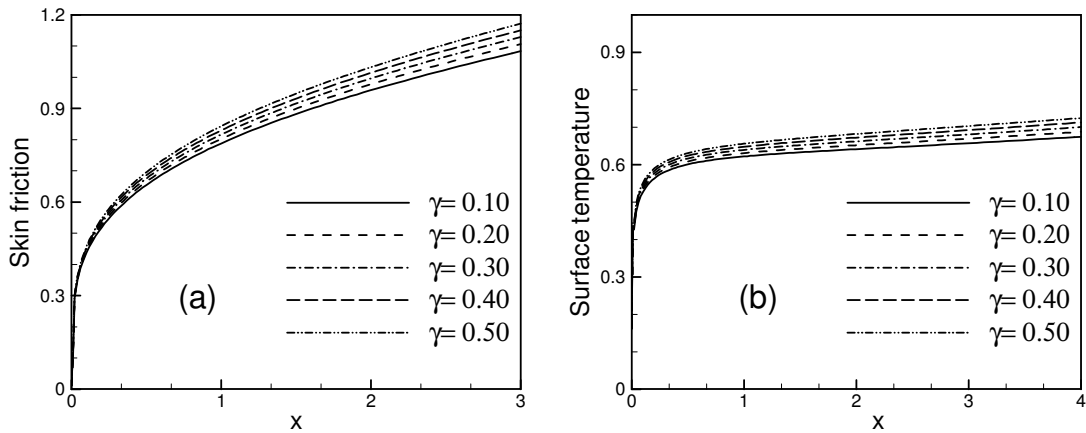 1.2
0.9
0.6
0.3
0
Skin friction
(a)
γ= 0.10
γ= 0.20
γ= 0.30
γ= 0.40
γ= 0.50
0 1 2 3
x
0.9
0.6
0.3
0
Surface temperature
(b)
γ= 0.10
γ= 0.20
γ= 0.30
γ= 0.40
γ= 0.50
0 1 2 3 4
x